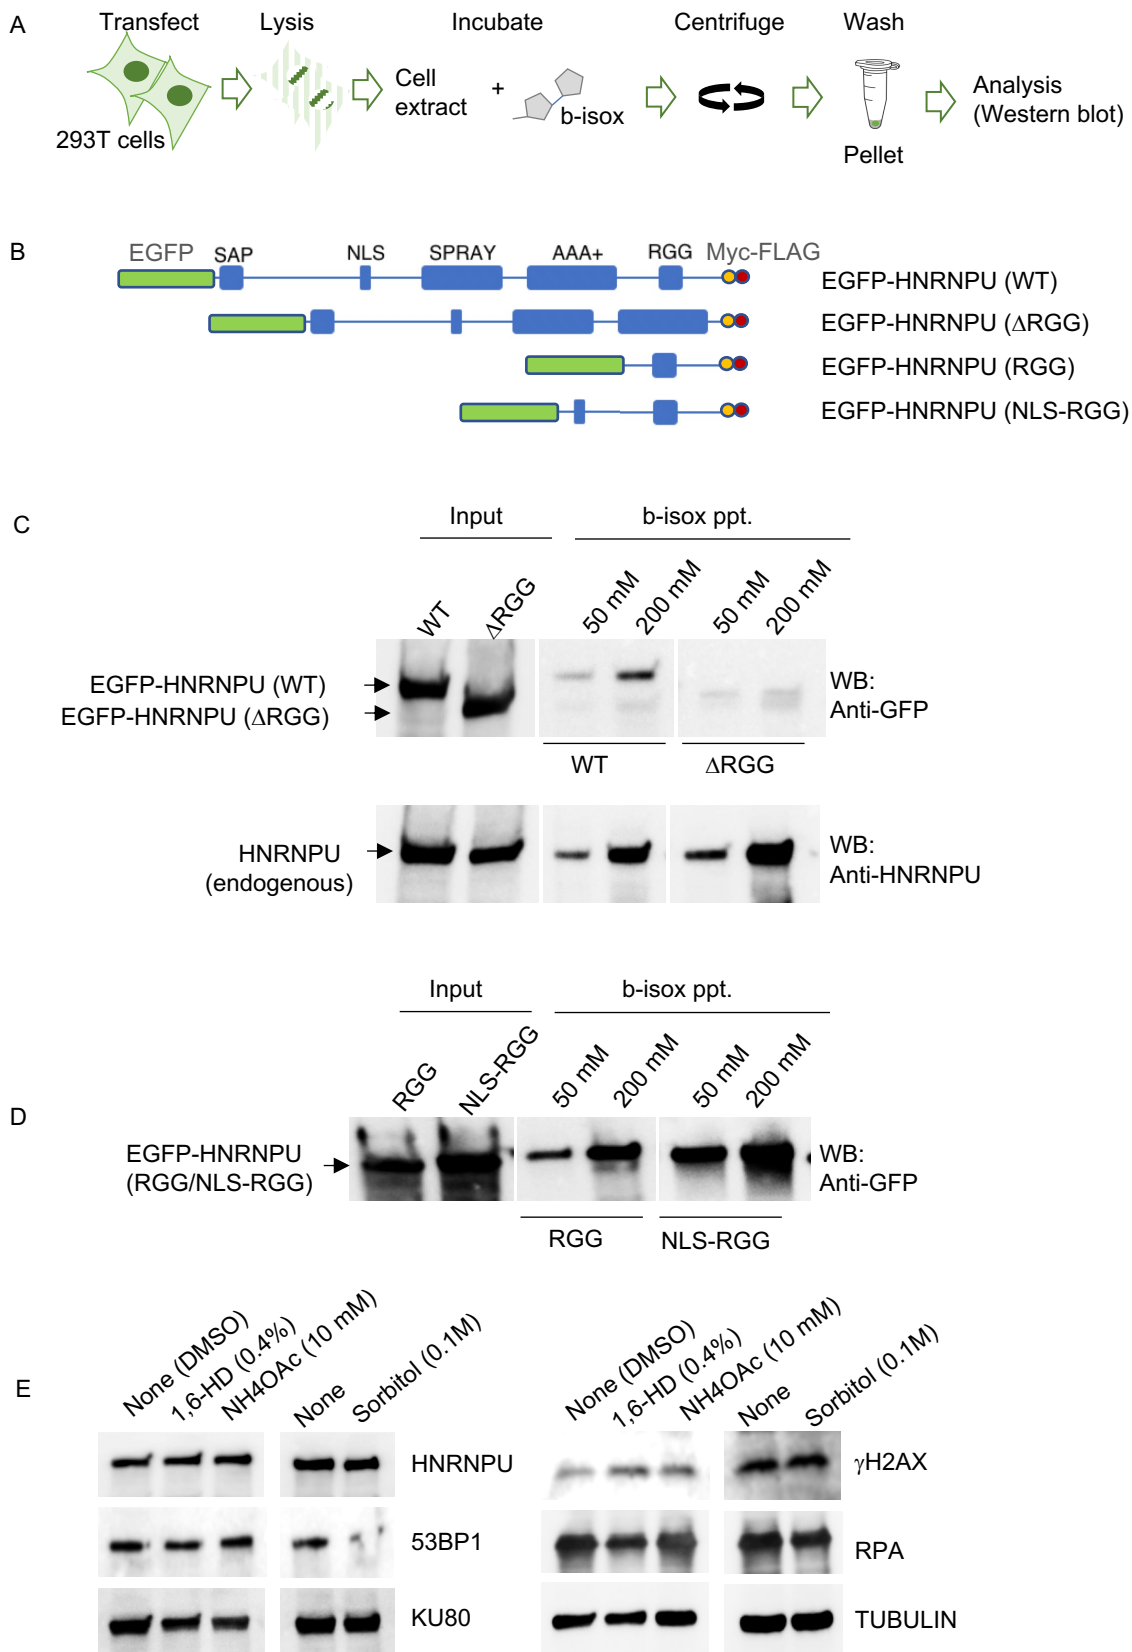 A
Transfect
Lysis
Incubate
Centrifuge
Wash
293T cells
Cell
extract
+
b-isox
Pellet
Analysis
(Western blot)
B
EGFP
SAP
NLS
SPRAY
AAA+
RGG
Myc-FLAG
EGFP-HNRNPU (WT)
EGFP-HNRNPU (ΔRGG)
EGFP-HNRNPU (RGG)
EGFP-HNRNPU (NLS-RGG)
C
Input
b-isox ppt.
WT
ΔRGG
50 mM
200 mM
50 mM
200 mM
EGFP-HNRNPU (WT)
EGFP-HNRNPU (ΔRGG)
WB:
Anti-GFP
WT
ΔRGG
HNRNPU
(endogenous)
WB:
Anti-HNRNPU
D
Input
b-isox ppt.
RGG
NLS-RGG
50 mM
200 mM
50 mM
200 mM
EGFP-HNRNPU
(RGG/NLS-RGG)
WB:
Anti-GFP
RGG
NLS-RGG
E
None (DMSO)
1,6-HD (0.4%)
NH4OAc (10 mM)
None
Sorbitol (0.1M)
HNRNPU
53BP1
KU80
None (DMSO)
1,6-HD (0.4%)
NH4OAc (10 mM)
None
Sorbitol (0.1M)
γH2AX
RPA
TUBULIN